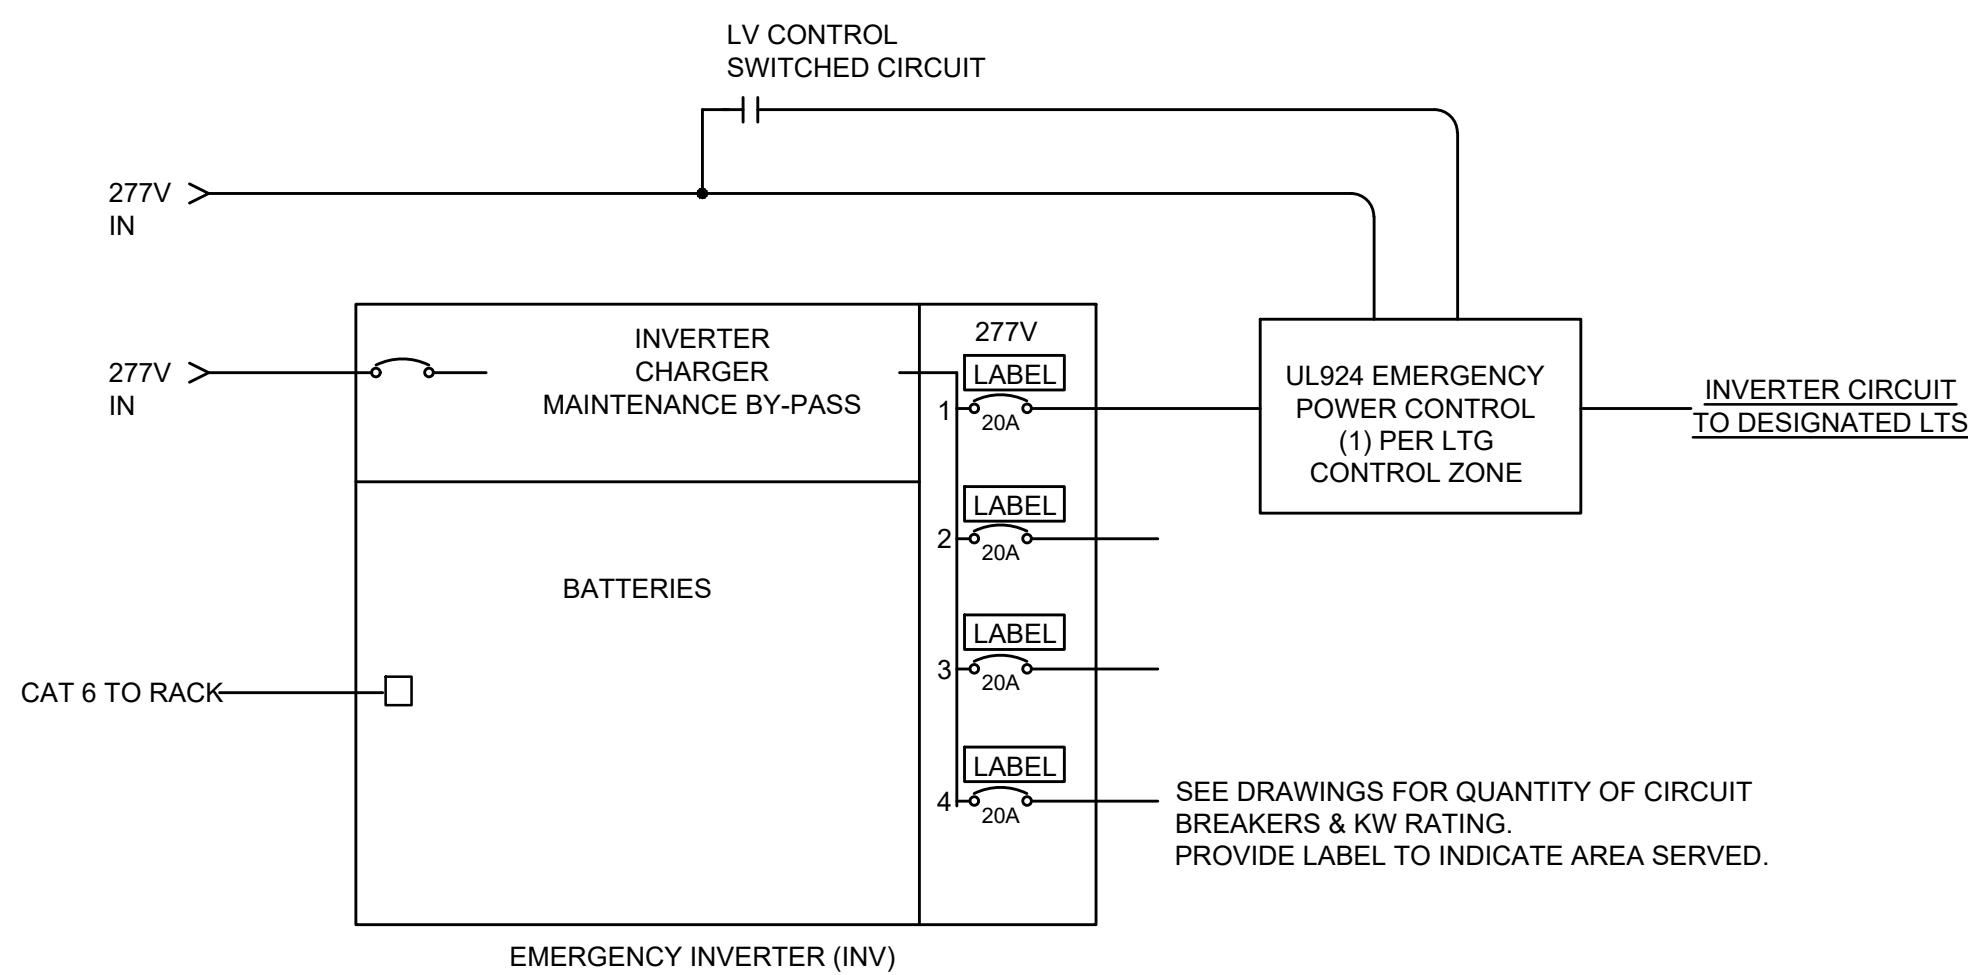 LV CONTROL
SWITCHED CIRCUIT
277V
IN
277V
IN
INVERTER
CHARGER
MAINTENANCE BY-PASS
277V
LABEL
1
20A
LABEL
2
20A
LABEL
3
20A
LABEL
4
20A
UL924 EMERGENCY
POWER CONTROL
(1) PER LTG
CONTROL ZONE
INVERTER CIRCUIT
TO DESIGNATED LTS
BATTERIES
CAT 6 TO RACK
SEE DRAWINGS FOR QUANTITY OF CIRCUIT
BREAKERS & KW RATING.
PROVIDE LABEL TO INDICATE AREA SERVED.
EMERGENCY INVERTER (INV)